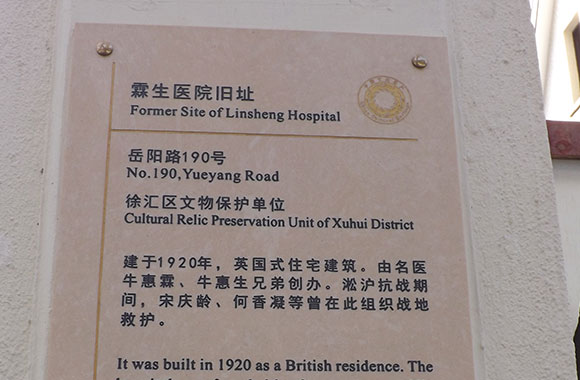 霖生医院旧址
Former Site of Linsheng Hospital
岳阳路190号
No.190,Yueyang Road
徐汇区文物保护单位
Cultural Relic Preservation Unit of Xuhui District
建于1920年，英国式住宅建筑。由名医
牛惠霖、牛惠生兄弟创办。淞沪抗战期
间，宋庆龄、何香凝等曾在此组织战地
救护。
It was built in 1920 as a British residence. The